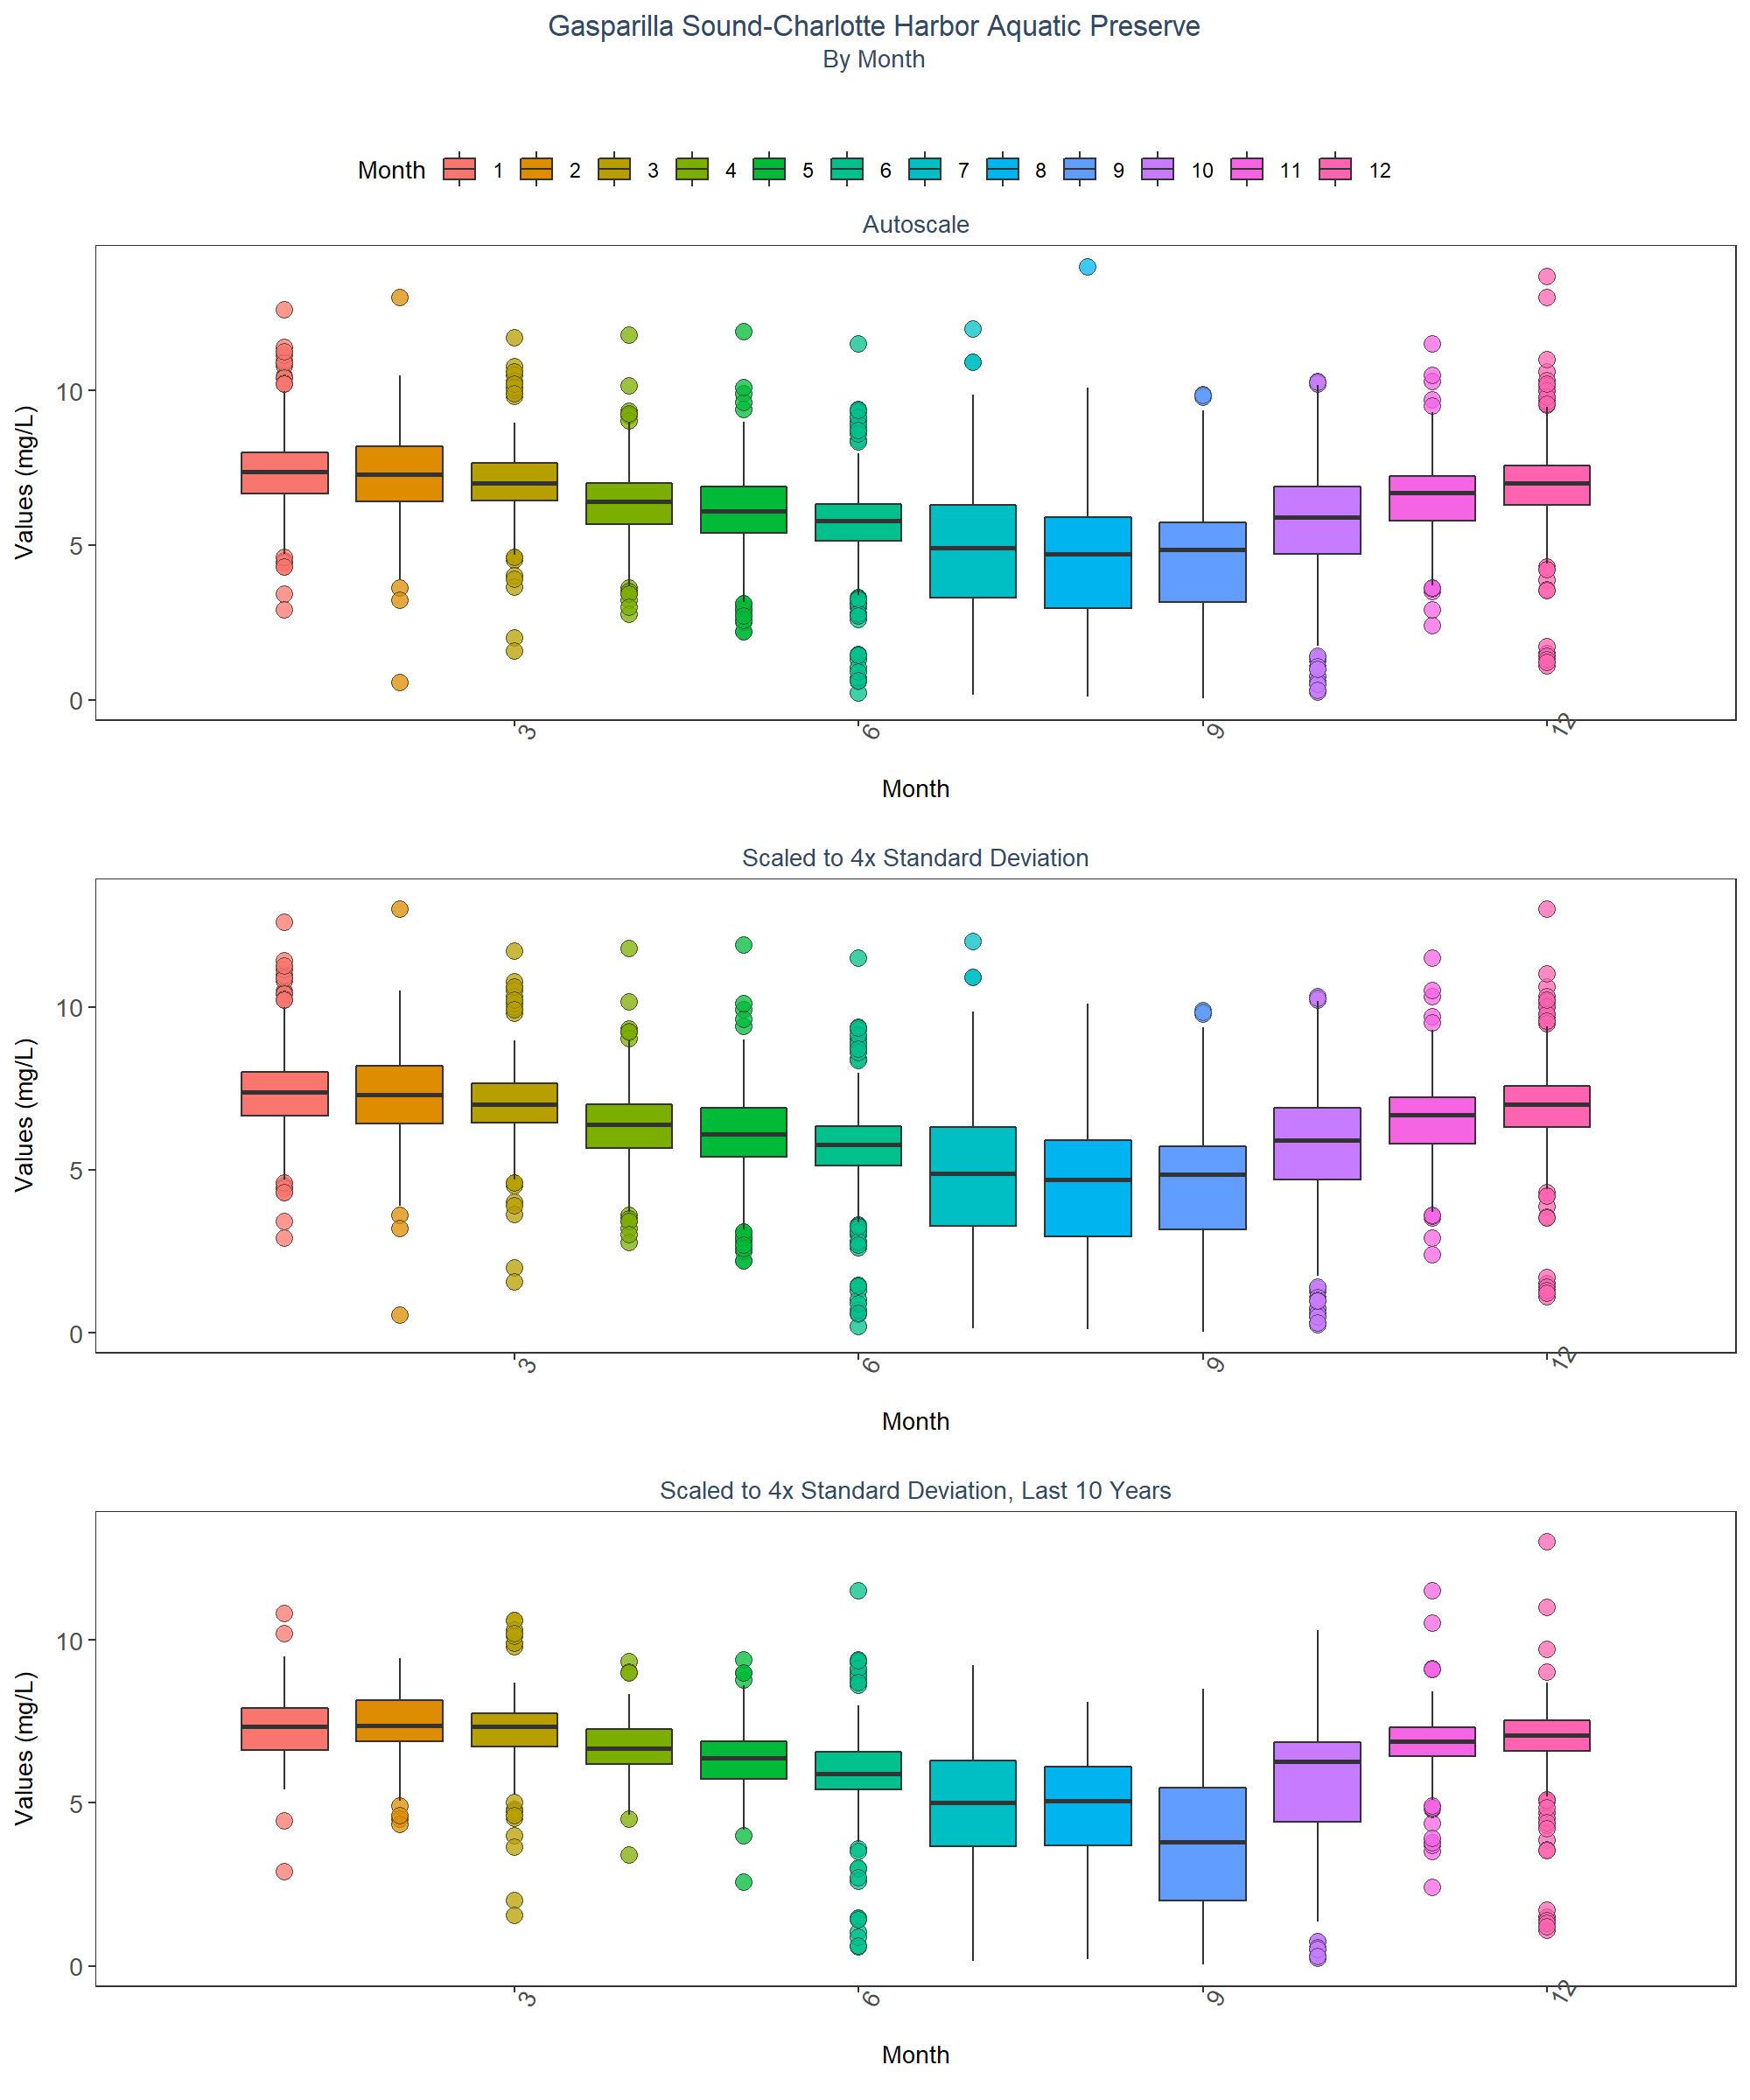 Gasparilla Sound-Charlotte Harbor Aquatic Preserve
By Month
Month 1 2 3 4 5 6 7 8 9 10 11 12
Autoscale
Values (mg/L)
10
5
0
3 6 9 12
Month
Scaled to 4x Standard Deviation
Values (mg/L)
10
5
0
3 6 9 12
Month
Scaled to 4x Standard Deviation, Last 10 Years
Values (mg/L)
10
5
0
3 6 9 12
Month